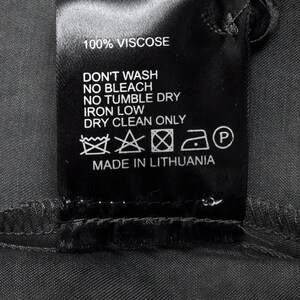 100% VISCOSE
DON'T WASH
NO BLEACH
NO TUMBLE DRY
IRON LOW
DRY CLEAN ONLY
P
MADE IN LITHUANIA